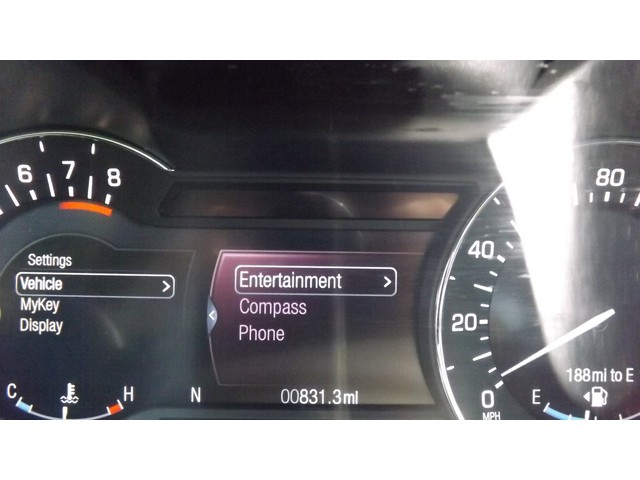 6 7 8
80
40
20
0
MPH
Settings
Vehicle >
MyKey
Display
Entertainment >
Compass
Phone
<
C H N
00831.3mi
188mi to E
E